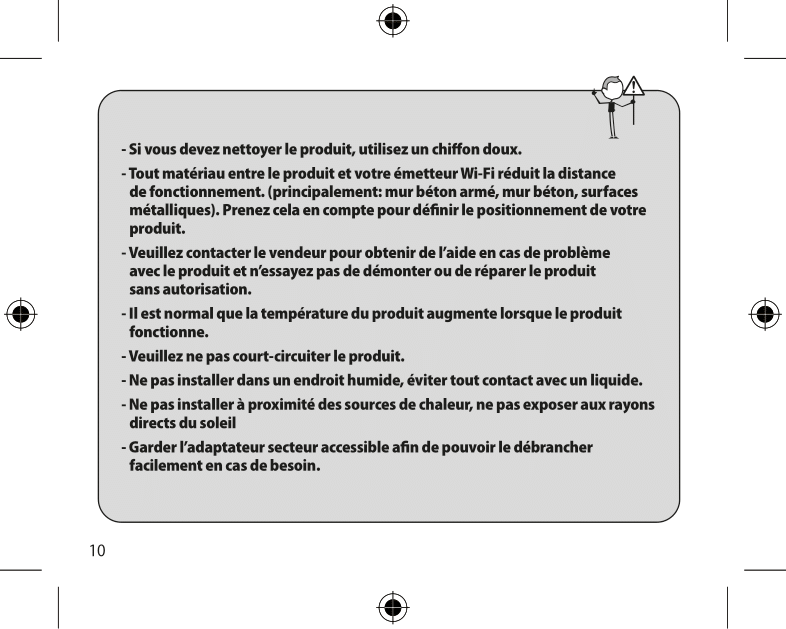 - Si vous devez nettoyer le produit, utilisez un chiffon doux.
- Tout matériau entre le produit et votre émetteur Wi-Fi réduit la distance
de fonctionnement. (principalement: mur béton armé, mur béton, surfaces
métalliques). Prenez cela en compte pour définir le positionnement de votre
produit.
- Veuillez contacter le vendeur pour obtenir de l’aide en cas de problème
avec le produit et n’essayez pas de démonter ou de réparer le produit
sans autorisation.
- Il est normal que la température du produit augmente lorsque le produit
fonctionne.
- Veuillez ne pas court-circuiter le produit.
- Ne pas installer dans un endroit humide, éviter tout contact avec un liquide.
- Ne pas installer à proximité des sources de chaleur, ne pas exposer aux rayons
directs du soleil
- Garder l’adaptateur secteur accessible afin de pouvoir le débrancher
facilement en cas de besoin.
10